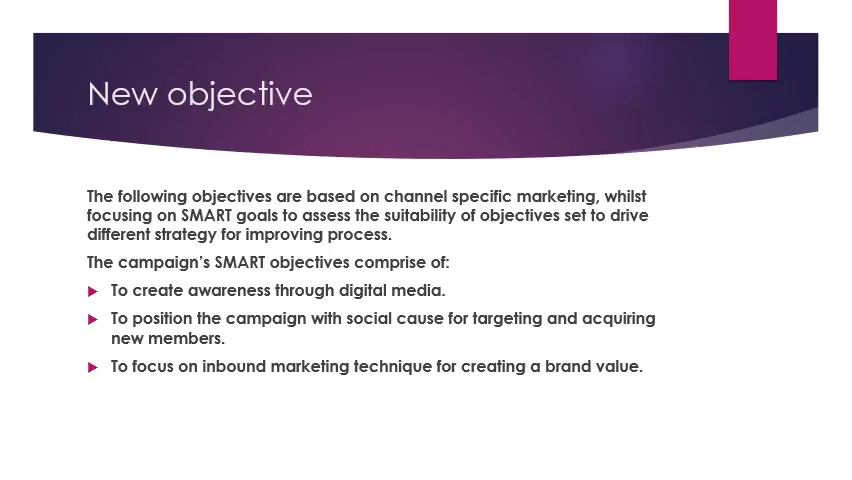 New objective
The following objectives are based on channel specific marketing, whilst
focusing on SMART goals to assess the suitability of objectives set to drive
different strategy for improving process.
The campaign’s SMART objectives comprise of:
To create awareness through digital media.
To position the campaign with social cause for targeting and acquiring
new members.
To focus on inbound marketing technique for creating a brand value.